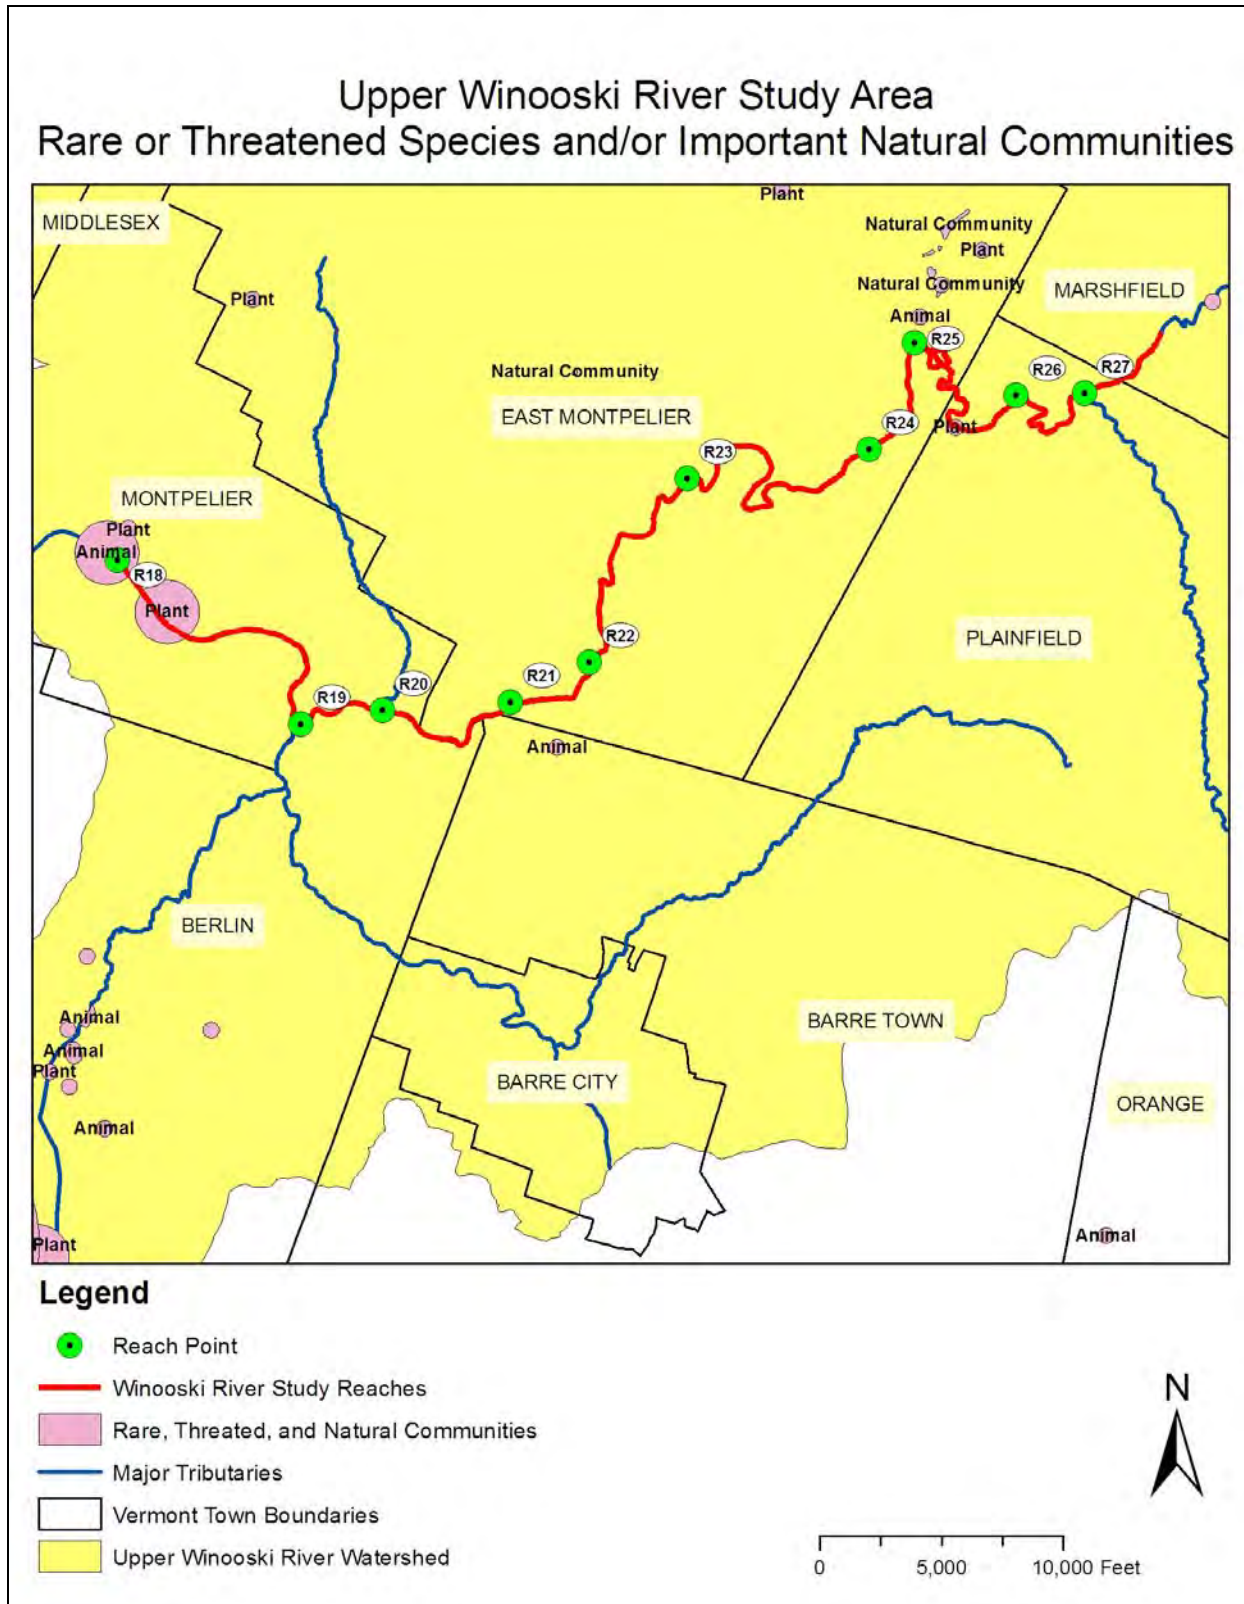 Upper Winooski River Study Area
Rare or Threatened Species and/or Important Natural Communities
Plant
MIDDLESEX
Natural Community
Plant
Natural Community
MARSHFIELD
Plant
Animal
R25
R26
R27
Natural Community
EAST MONTPELIER
R24
Plant
R23
MONTPELIER
Plant
Animal
R18
Plant
R22
PLAINFIELD
R21
R20
R19
Animal
BERLIN
Animal
BARRE TOWN
Animal
Plant
BARRE CITY
ORANGE
Animal
Animal
Plant
Legend
Reach Point
Winooski River Study Reaches
Rare, Threated, and Natural Communities
Major Tributaries
Vermont Town Boundaries
Upper Winooski River Watershed
N
0 5,000 10,000 Feet